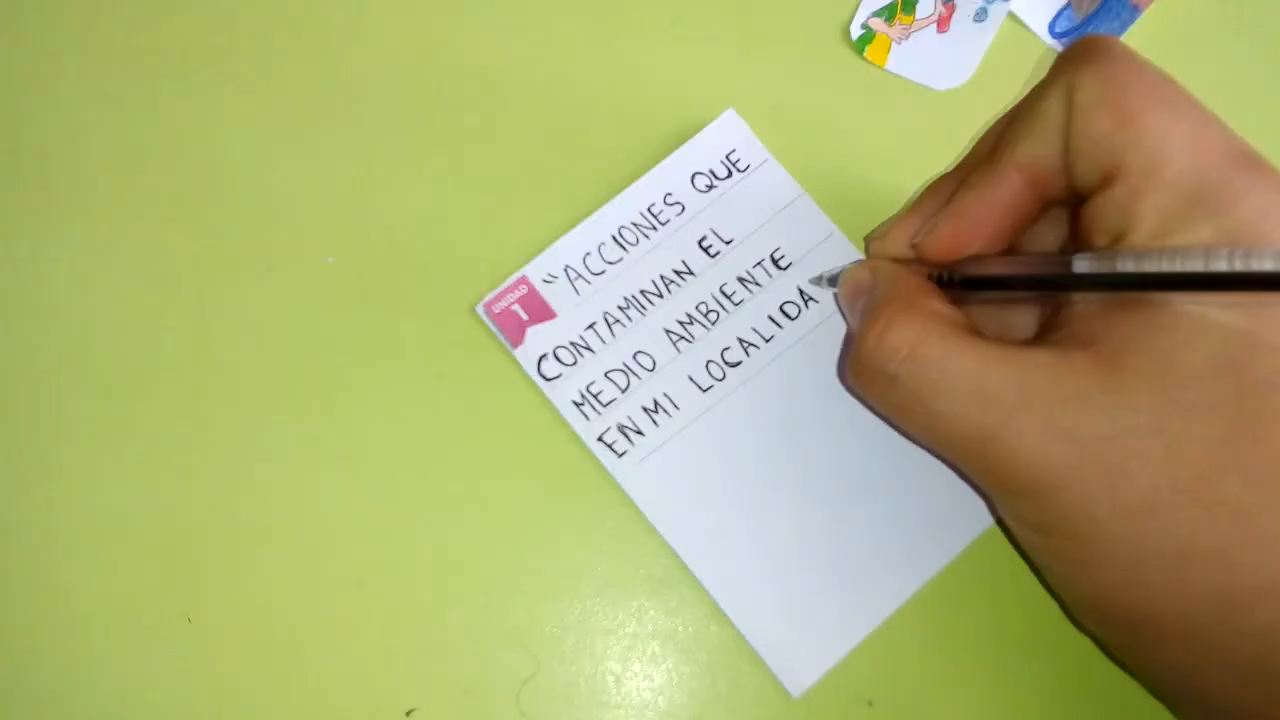 UNIDAD
1
"ACCIONES QUE
CONTAMINAN EL
MEDIO AMBIENTE
EN MI LOCALIDA